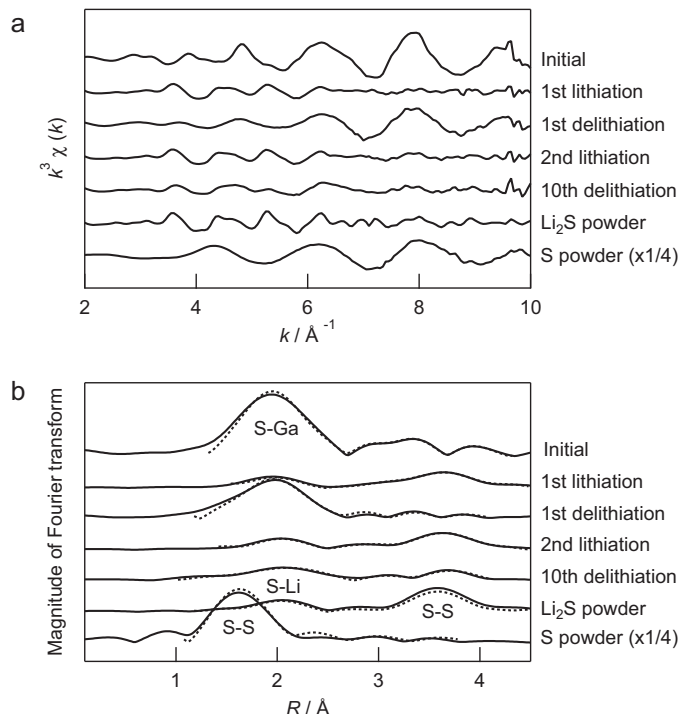 a
k³ χ (k)
Initial
1st lithiation
1st delithiation
2nd lithiation
10th delithiation
Li₂S powder
S powder (x1/4)
2 4 6 8 10
k / Å⁻¹
b
Magnitude of Fourier transform
S-Ga
Initial
1st lithiation
1st delithiation
2nd lithiation
10th delithiation
S-Li
Li₂S powder
S-S S-S
S powder (x1/4)
1 2 3 4
R / Å